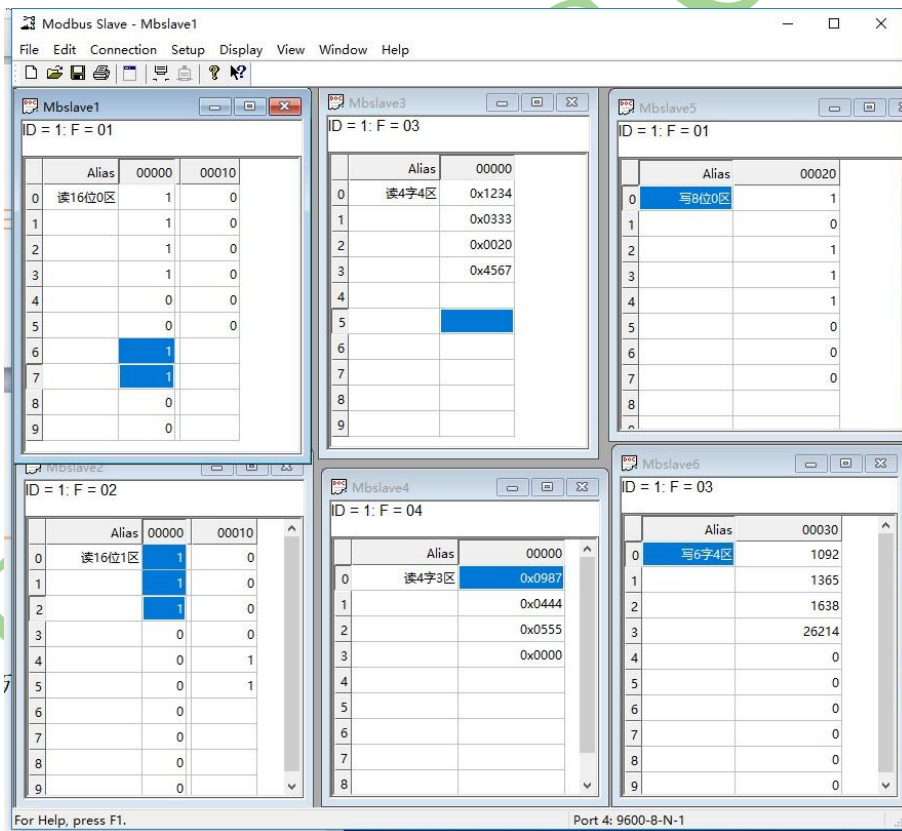 Modbus Slave - Mbslave1
File Edit Connection Setup Display View Window Help
Mbslave1
ID = 1: F = 01
Alias 00000 00010
0 读16位0区 1 0
1 1 0
2 1 0
3 1 0
4 0 0
5 0 0
6 1
7 1
8 0
9 0
Mbslave3
ID = 1: F = 03
Alias 00000
0 读4字4区 0x1234
1 0x0333
2 0x0020
3 0x4567
4
5
6
7
8
9
Mbslave5
ID = 1: F = 01
Alias 00020
0 写8位0区 1
1 0
2 1
3 1
4 1
5 0
6 0
7 0
8
Mbslave2
ID = 1: F = 02
Alias 00000 00010
0 读16位1区 1 0
1 1 0
2 1 0
3 0 0
4 0 1
5 0 1
6 0
7 0
8 0
9 0
Mbslave4
ID = 1: F = 04
Alias 00000
0 读4字3区 0x0987
1 0x0444
2 0x0555
3 0x0000
4
5
6
7
8
Mbslave6
ID = 1: F = 03
Alias 00030
0 写6字4区 1092
1 1365
2 1638
3 26214
4 0
5 0
6 0
7 0
8 0
9 0
For Help, press F1.
Port 4: 9600-8-N-1